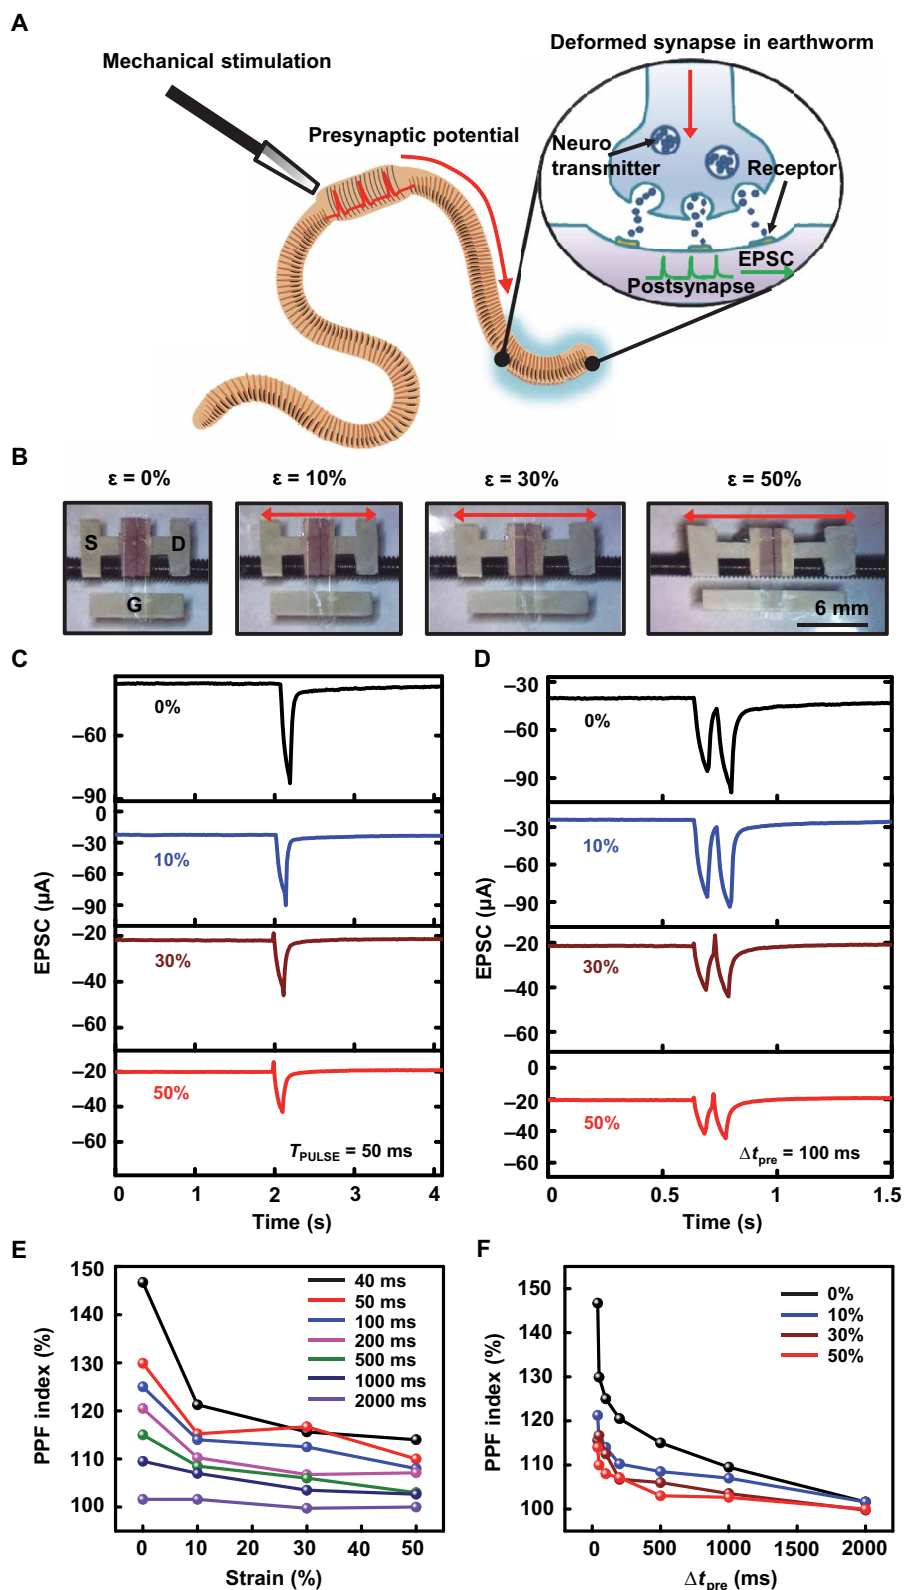 A
Deformed synapse in earthworm
Mechanical stimulation
Presynaptic potential
Neuro
transmitter
Receptor
EPSC
Postsynapse
B
ε = 0%
ε = 10%
ε = 30%
ε = 50%
S
D
G
6 mm
C
0%
–60
–90
0
–30
10%
–60
–90
–20
30%
–40
–60
–20
50%
–40
–60
T_PULSE = 50 ms
0 1 2 3 4
Time (s)
EPSC (µA)
D
–30
0%
–60
–90
–30
10%
–60
–90
–20
30%
–40
–60
0
–20
50%
–40
–60
Δt_pre = 100 ms
0 0.5 1 1.5
Time (s)
EPSC (µA)
E
150
140
130
120
110
100
PPF index (%)
40 ms
50 ms
100 ms
200 ms
500 ms
1000 ms
2000 ms
0 10 20 30 40 50
Strain (%)
F
150
140
130
120
110
100
PPF index (%)
0%
10%
30%
50%
0 500 1000 1500 2000
Δt_pre (ms)